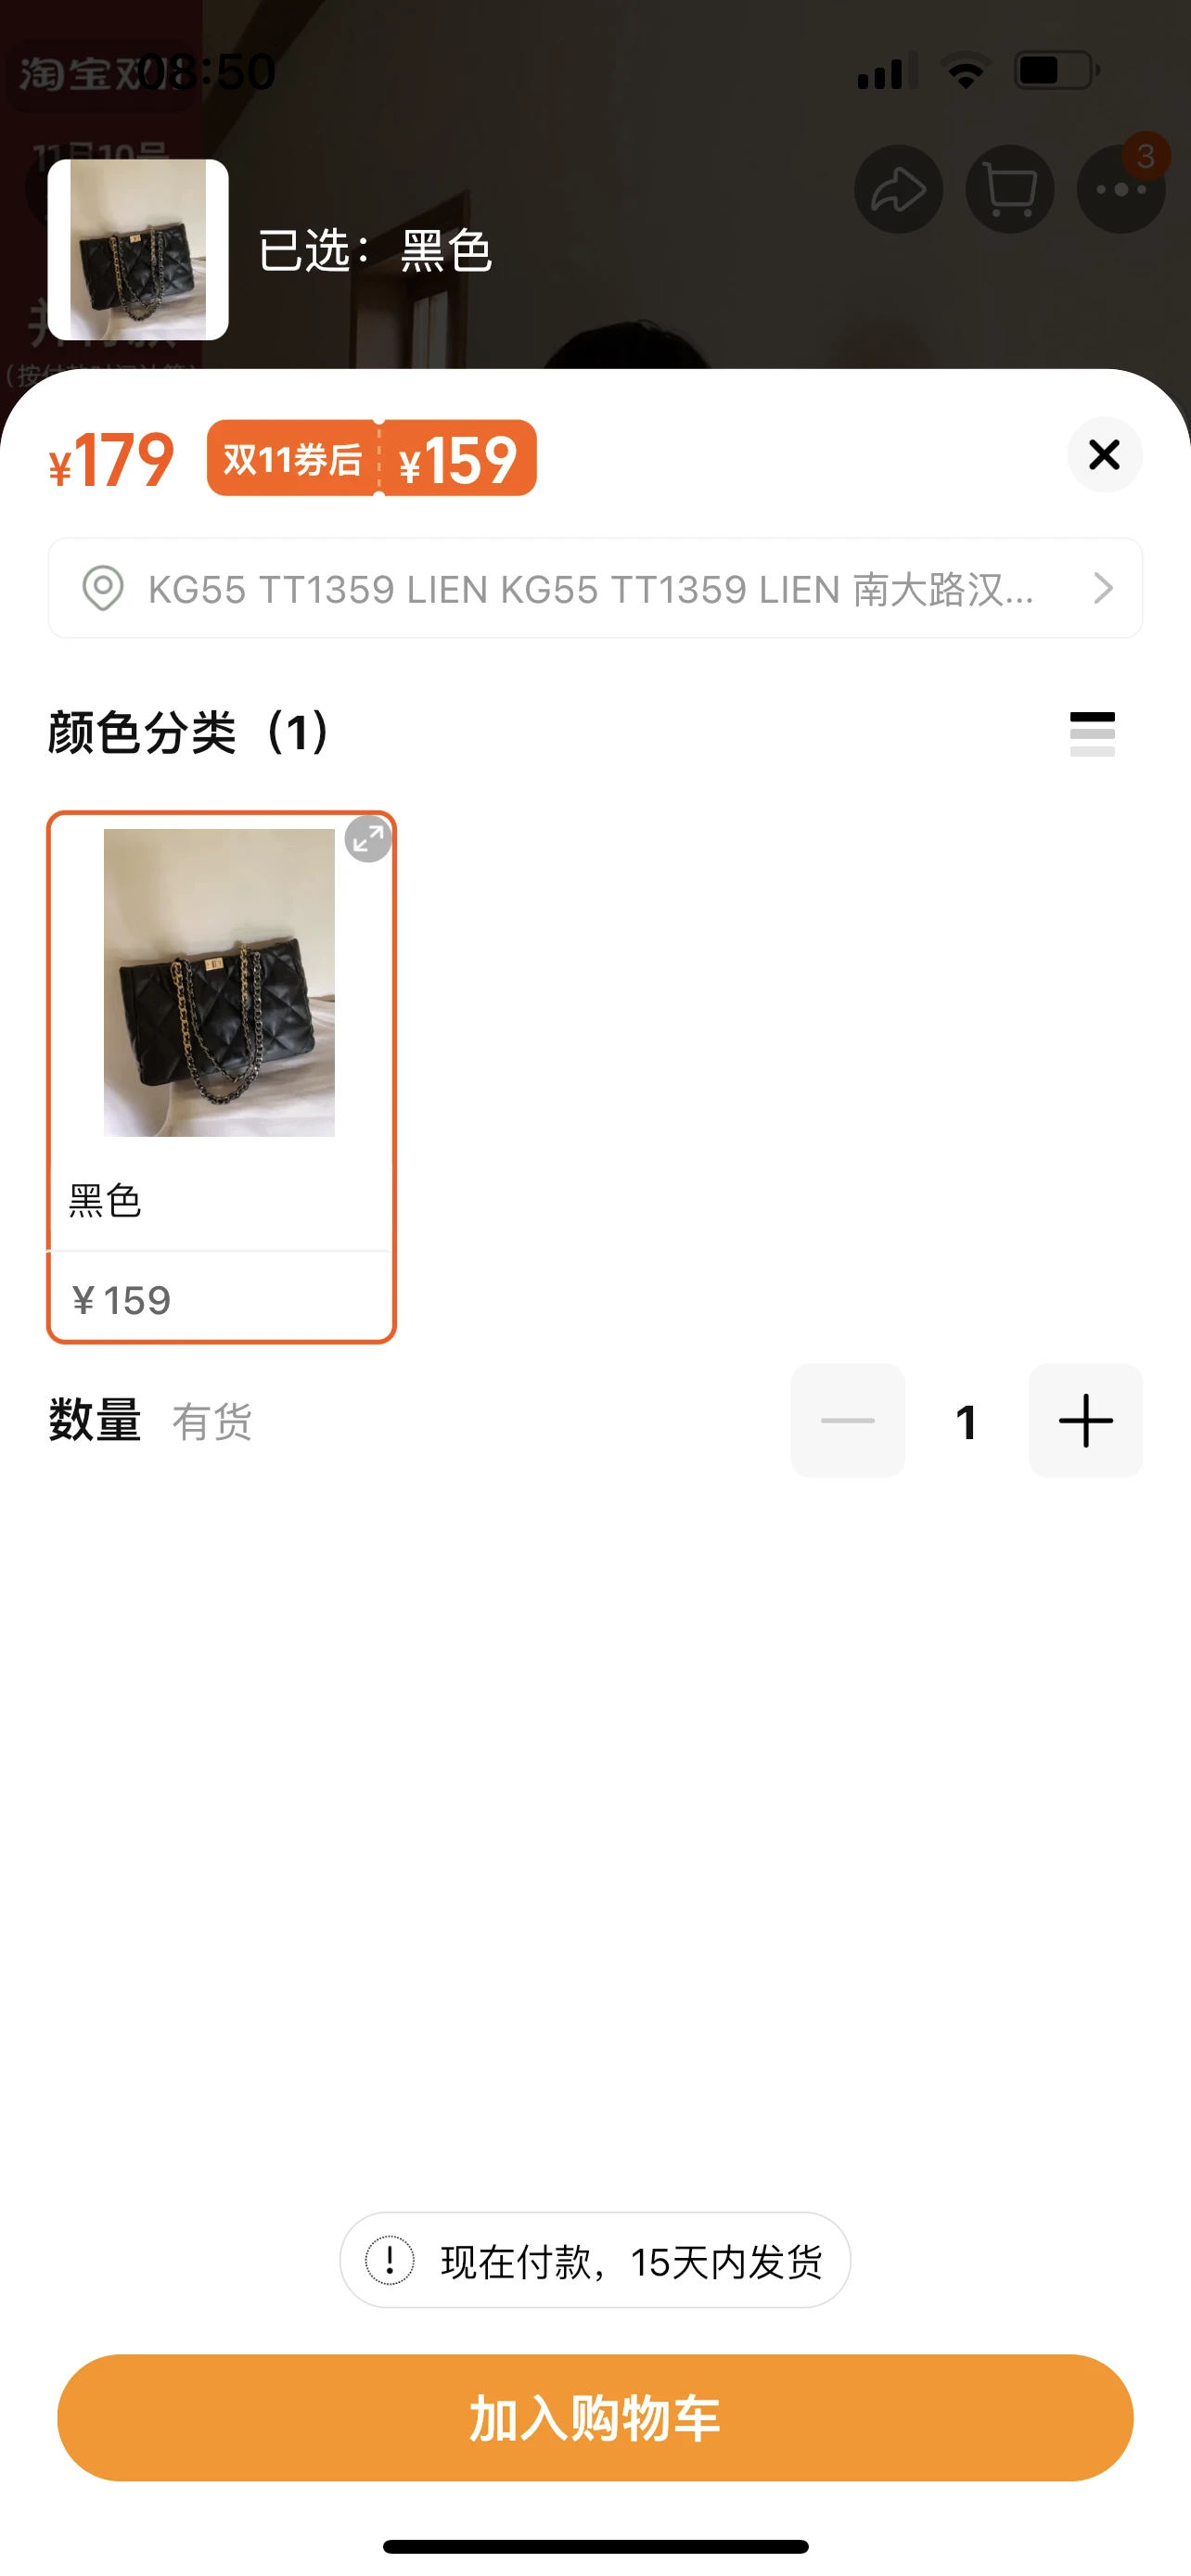 淘宝双
08:50
11月10号
3
已选：黑色
¥179
双11券后 ¥159
KG55 TT1359 LIEN KG55 TT1359 LIEN 南大路汉...
颜色分类（1）
黑色
¥ 159
数量 有货
1
现在付款，15天内发货
加入购物车